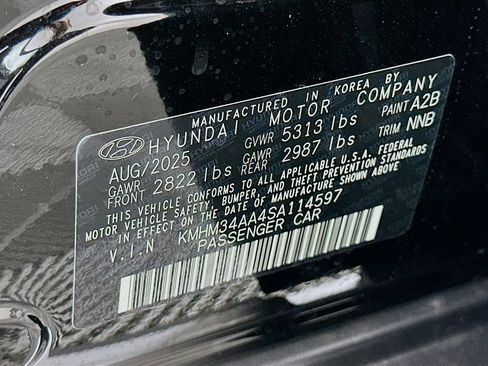 MANUFACTURED IN KOREA BY
HYUNDAI MOTOR COMPANY
AUG/2025 GVWR 5313 lbs PAINT A2B
GAWR FRONT 2822 lbs GAWR REAR 2987 lbs TRIM NNB
THIS VEHICLE CONFORMS TO ALL APPLICABLE U.S.A. FEDERAL
MOTOR VEHICLE SAFETY, BUMPER, AND THEFT PREVENTION STANDARDS
IN EFFECT ON THE DATE OF MANUFACTURE SHOWN ABOVE.
V.I.N KMHM34AA4SA114597
PASSENGER CAR